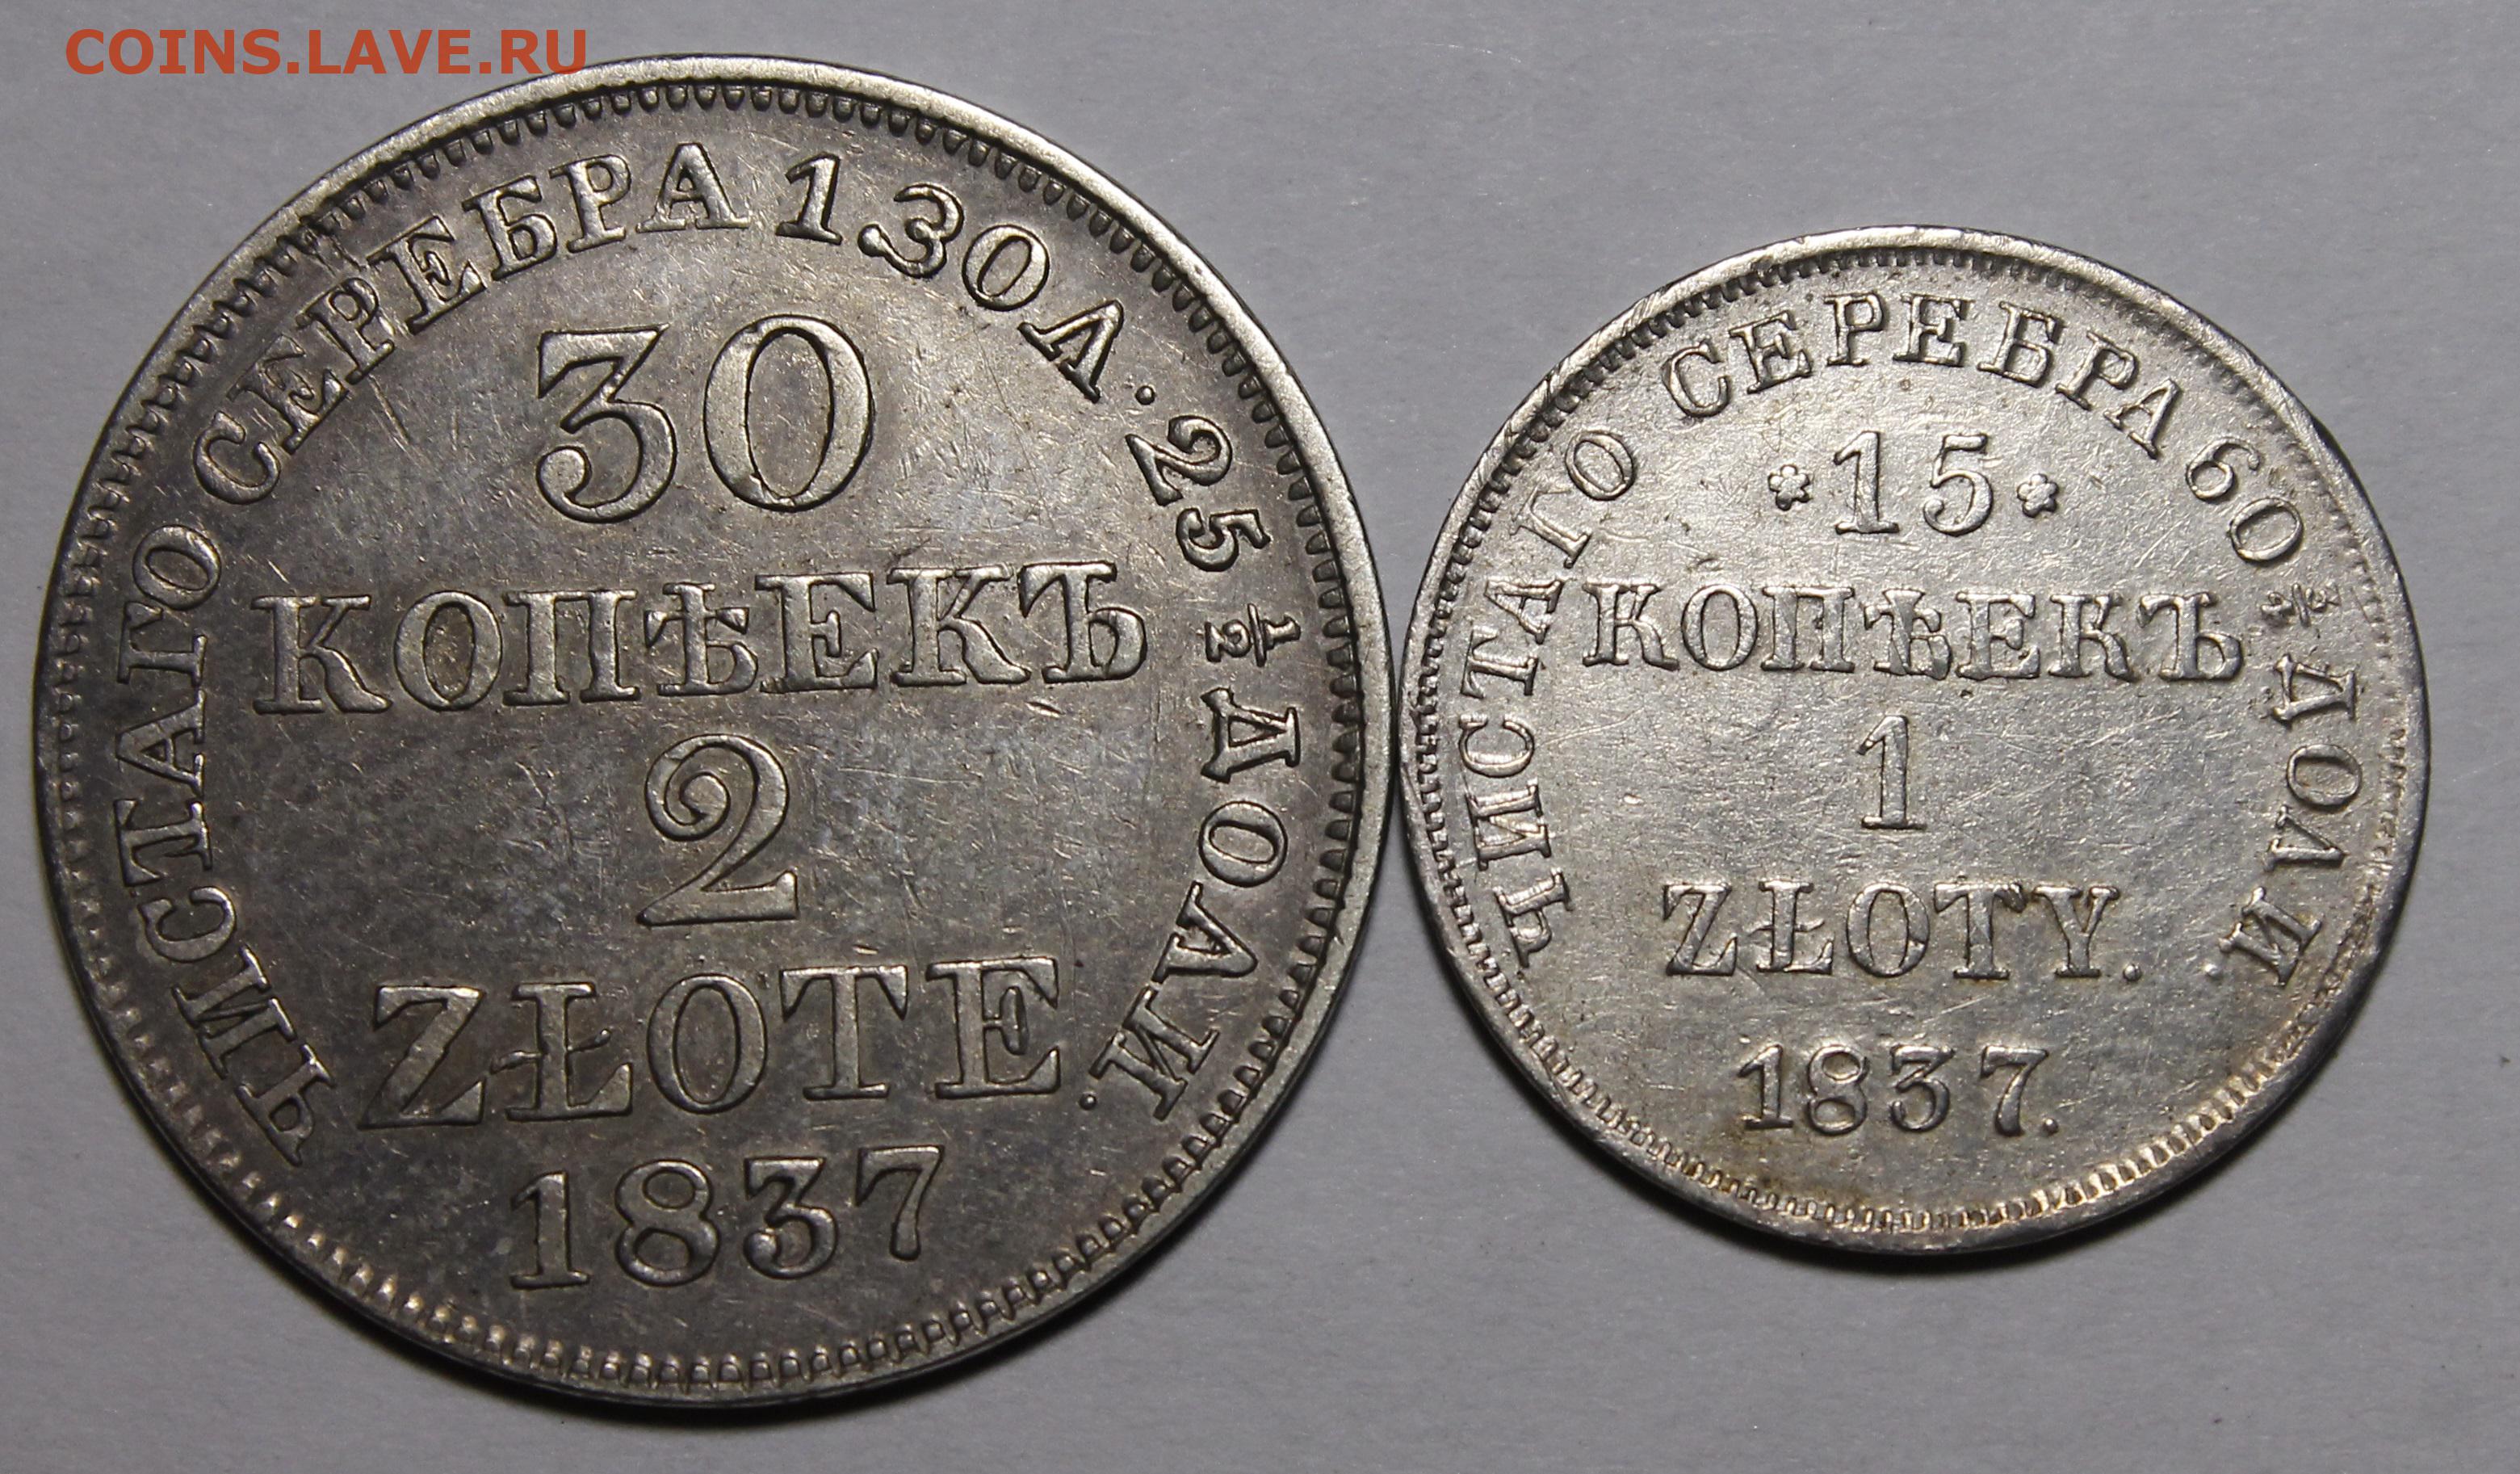 COINS.LAVE.RU
ЧИСТАГО СЕРЕБРА 1.ЗОЛ. 25 1/2 ДОЛИ.
30
КОПѢЕКЪ
2
ZŁOTE
1837
ЧИСТАГО СЕРЕБРА 60 3/4 ДОЛИ.
* 15 *
КОПѢЕКЪ
1
ZŁOTY.
1837.